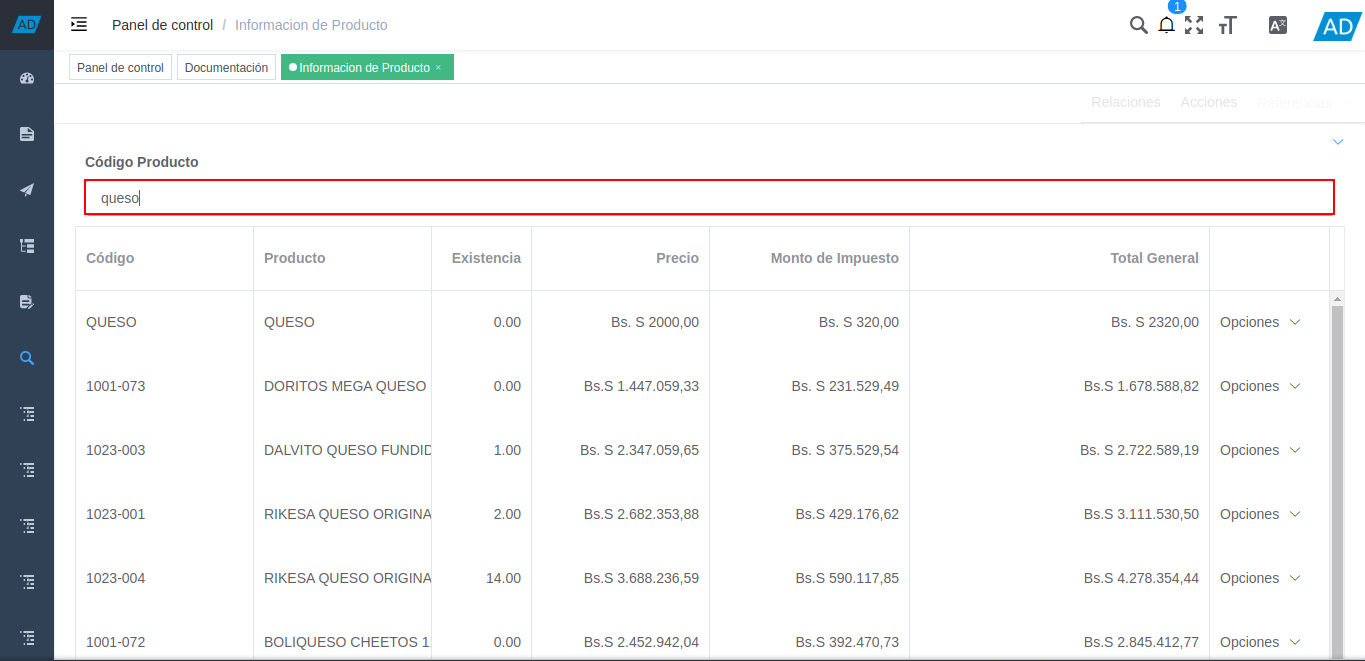 AD
Panel de control / Informacion de Producto
1
AD
Panel de control
Documentación
Informacion de Producto ×
Relaciones Acciones Referencias
Código Producto
queso
Código Producto Existencia Precio Monto de Impuesto Total General
QUESO QUESO 0.00 Bs. S 2000,00 Bs. S 320,00 Bs. S 2320,00 Opciones
1001-073 DORITOS MEGA QUESO 0.00 Bs.S 1.447.059,33 Bs. S 231.529,49 Bs.S 1.678.588,82 Opciones
1023-003 DALVITO QUESO FUNDID 1.00 Bs. S 2.347.059,65 Bs. S 375.529,54 Bs. S 2.722.589,19 Opciones
1023-001 RIKESA QUESO ORIGINA 2.00 Bs.S 2.682.353,88 Bs.S 429.176,62 Bs.S 3.111.530,50 Opciones
1023-004 RIKESA QUESO ORIGINA 14.00 Bs.S 3.688.236,59 Bs.S 590.117,85 Bs.S 4.278.354,44 Opciones
1001-072 BOLIQUESO CHEETOS 1 0.00 Bs.S 2.452.942,04 Bs.S 392.470,73 Bs.S 2.845.412,77 Opciones